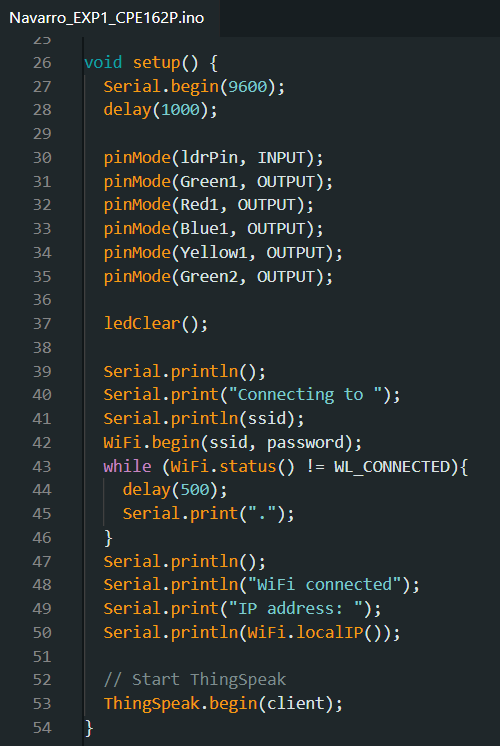 Navarro_EXP1_CPE162P.ino
25
26 void setup() {
27 Serial.begin(9600);
28 delay(1000);
29
30 pinMode(ldrPin, INPUT);
31 pinMode(Green1, OUTPUT);
32 pinMode(Red1, OUTPUT);
33 pinMode(Blue1, OUTPUT);
34 pinMode(Yellow1, OUTPUT);
35 pinMode(Green2, OUTPUT);
36
37 ledClear();
38
39 Serial.println();
40 Serial.print("Connecting to ");
41 Serial.println(ssid);
42 WiFi.begin(ssid, password);
43 while (WiFi.status() != WL_CONNECTED){
44 delay(500);
45 Serial.print(".");
46 }
47 Serial.println();
48 Serial.println("WiFi connected");
49 Serial.print("IP address: ");
50 Serial.println(WiFi.localIP());
51
52 // Start ThingSpeak
53 ThingSpeak.begin(client);
54 }